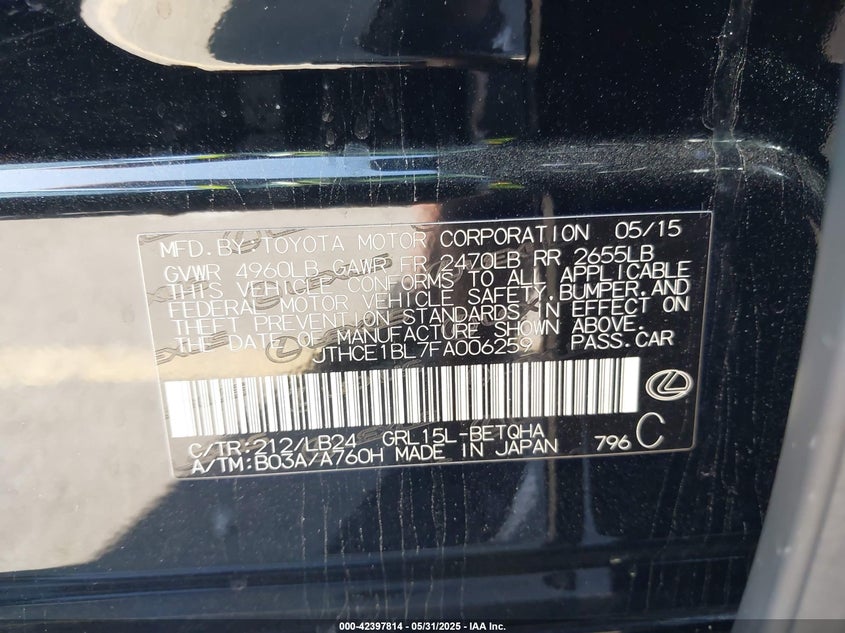 MFD.BY TOYOTA MOTOR CORPORATION 05/15
GVWR 4960LB GAWR FR 2470LB RR 2655LB
THIS VEHICLE CONFORMS TO ALL APPLICABLE
FEDERAL MOTOR VEHICLE SAFETY,BUMPER,AND
THEFT PREVENTION STANDARDS IN EFFECT ON
THE DATE OF MANUFACTURE SHOWN ABOVE.
JTHCE1BL7FA006259 PASS.CAR
C/TR:212/LB24 GRL15L-BETQHA
A/TM:B03A/A760H MADE IN JAPAN 796 C
000-42397814 - 05/31/2025 - IAA Inc.